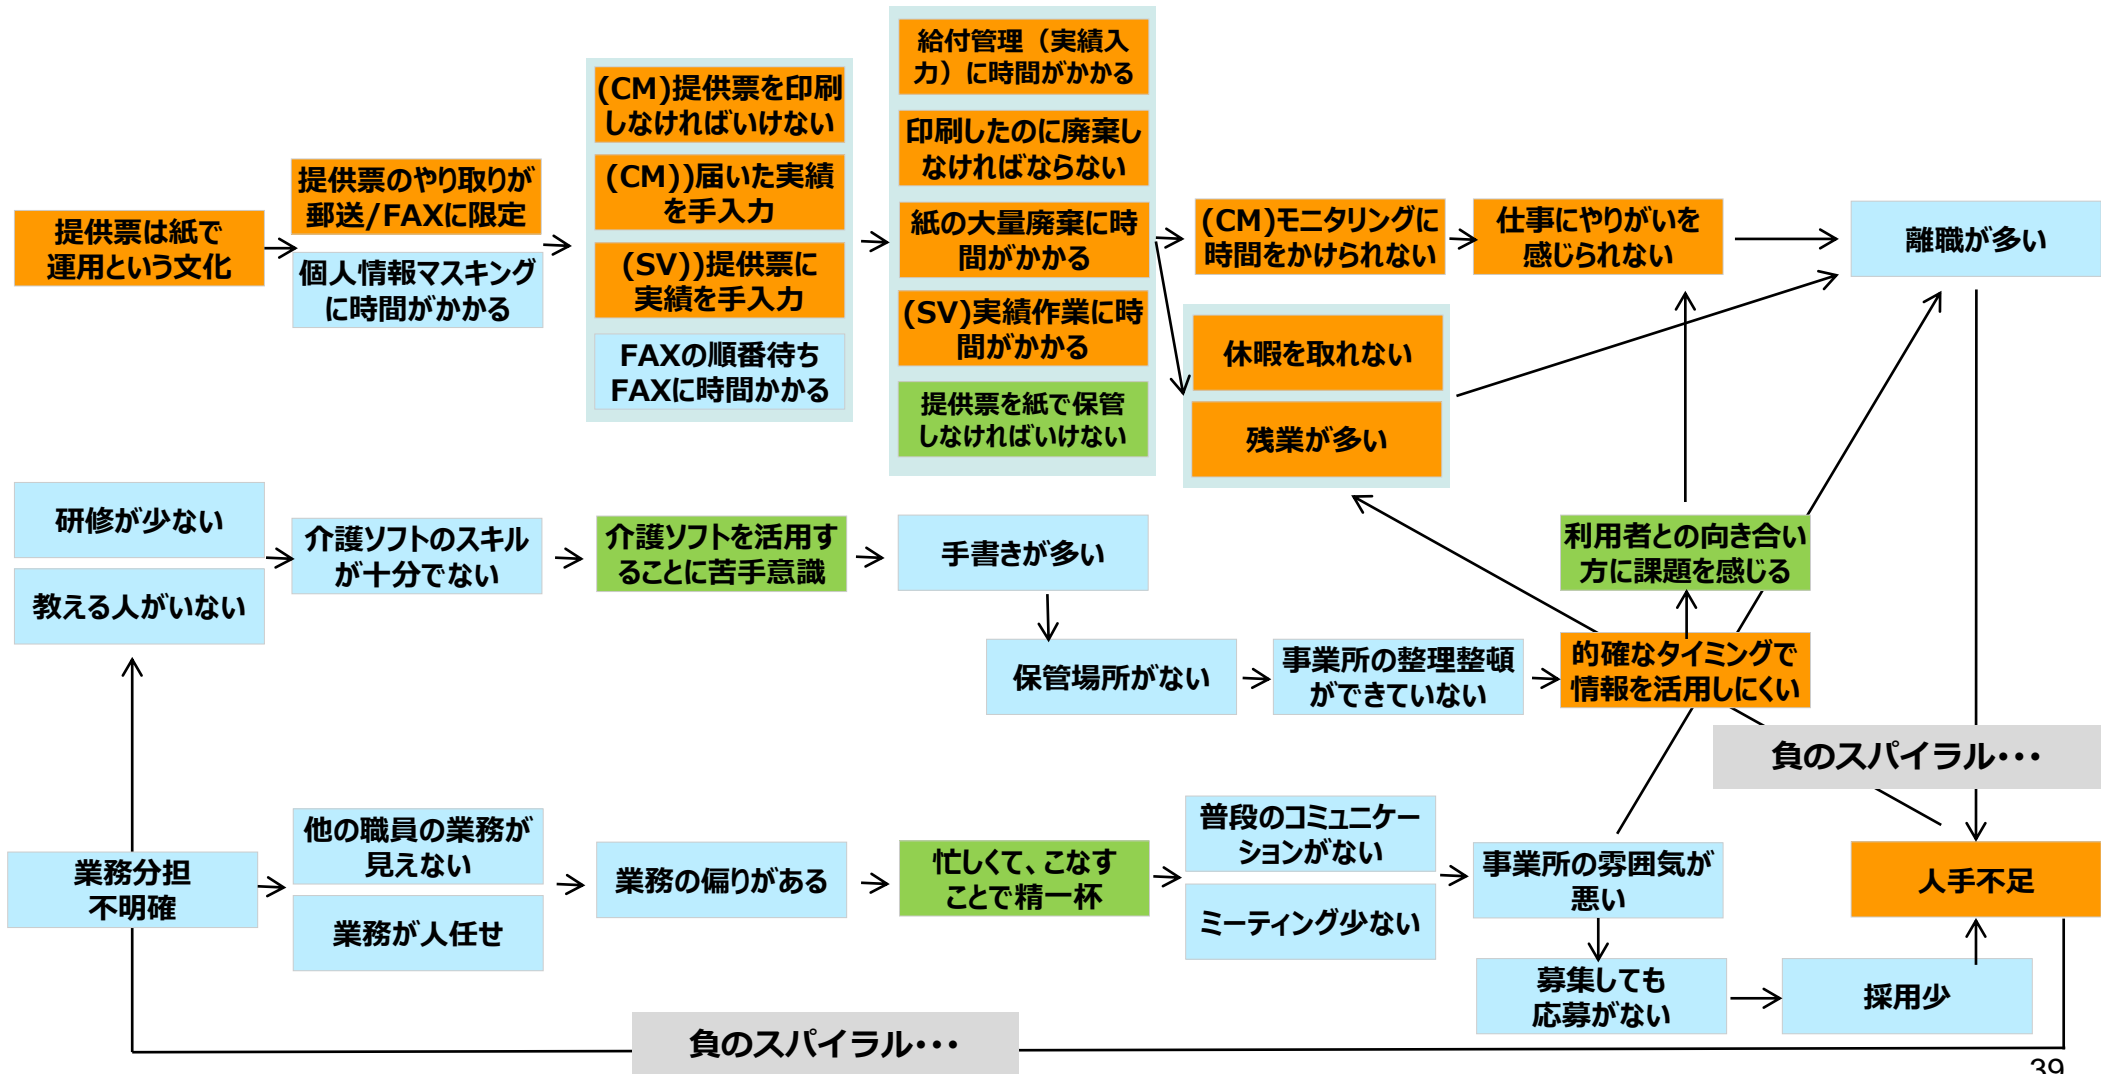 提供票は紙で
運用という文化
提供票のやり取りが
郵送/FAXに限定
個人情報マスキング
に時間がかかる
(CM)提供票を印刷
しなければいけない
(CM))届いた実績
を手入力
(SV))提供票に
実績を手入力
FAXの順番待ち
FAXに時間かかる
給付管理（実績入
力）に時間がかかる
印刷したのに廃棄し
なければならない
紙の大量廃棄に時
間がかかる
(SV)実績作業に時
間がかかる
提供票を紙で保管
しなければいけない
(CM)モニタリングに
時間をかけられない
仕事にやりがいを
感じられない
離職が多い
休暇を取れない
残業が多い
研修が少ない
教える人がいない
介護ソフトのスキル
が十分でない
介護ソフトを活用す
ることに苦手意識
手書きが多い
保管場所がない
事業所の整理整頓
ができていない
利用者との向き合い
方に課題を感じる
的確なタイミングで
情報を活用しにくい
負のスパイラル・・・
業務分担
不明確
他の職員の業務が
見えない
業務が人任せ
業務の偏りがある
忙しくて、こなす
ことで精一杯
普段のコミュニケー
ションがない
ミーティング少ない
事業所の雰囲気が
悪い
人手不足
募集しても
応募がない
採用少
負のスパイラル・・・
39